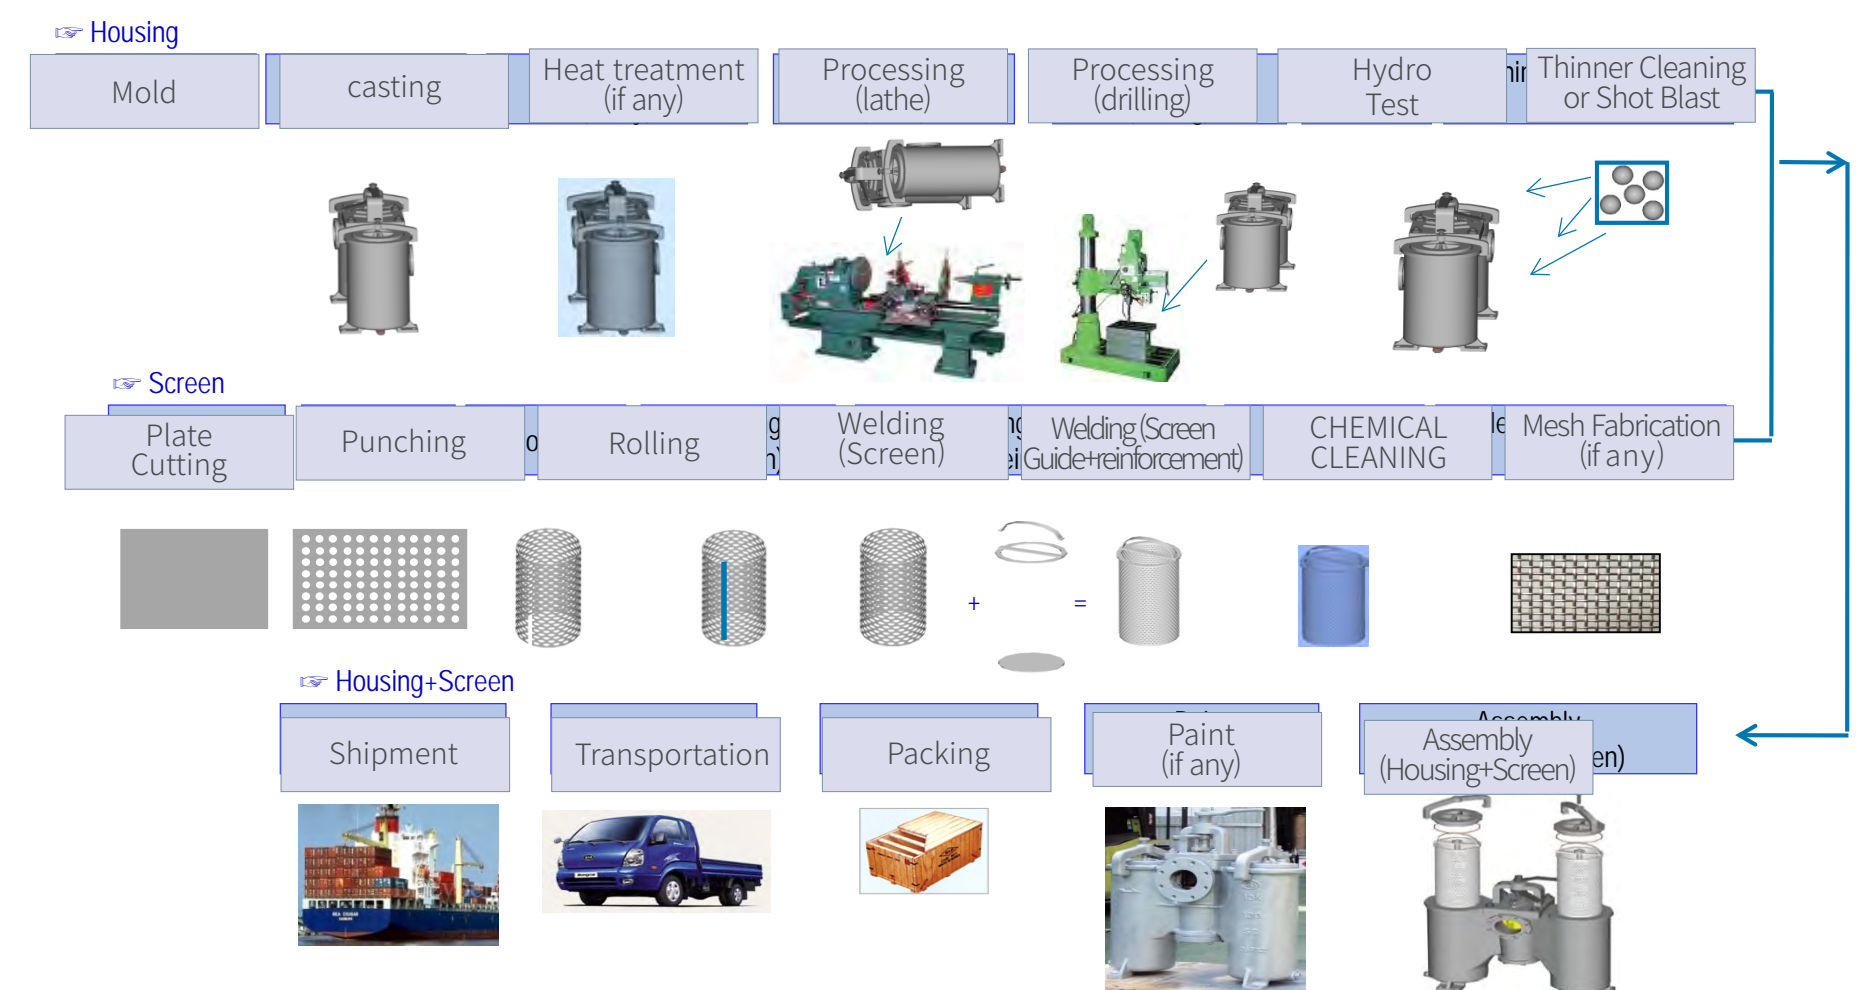 ☞ Housing
Mold
casting
Heat treatment
(if any)
Processing
(lathe)
Processing
(drilling)
Hydro
Test
Thinner Cleaning
or Shot Blast
☞ Screen
Plate
Cutting
Punching
Rolling
Welding
(Screen)
Welding (Screen
Guide+reinforcement)
CHEMICAL
CLEANING
Mesh Fabrication
(if any)
+
=
☞ Housing+Screen
Shipment
Transportation
Packing
Paint
(if any)
Assembly
(Housing+Screen)